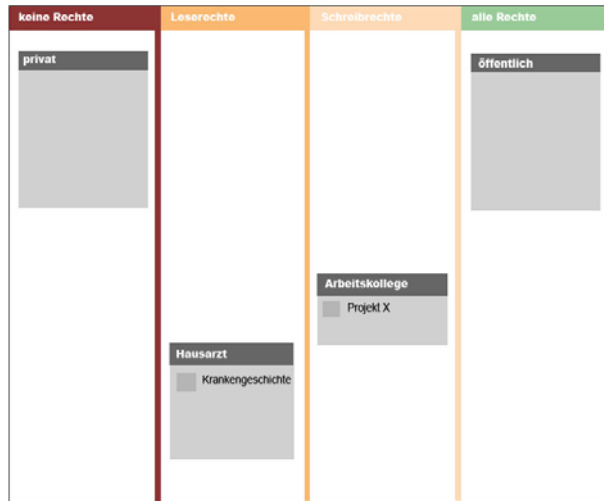 keine Rechte
Leserechte
Schreibrechte
alle Rechte
privat
öffentlich
Arbeitskollege
Projekt X
Hausarzt
Krankengeschichte